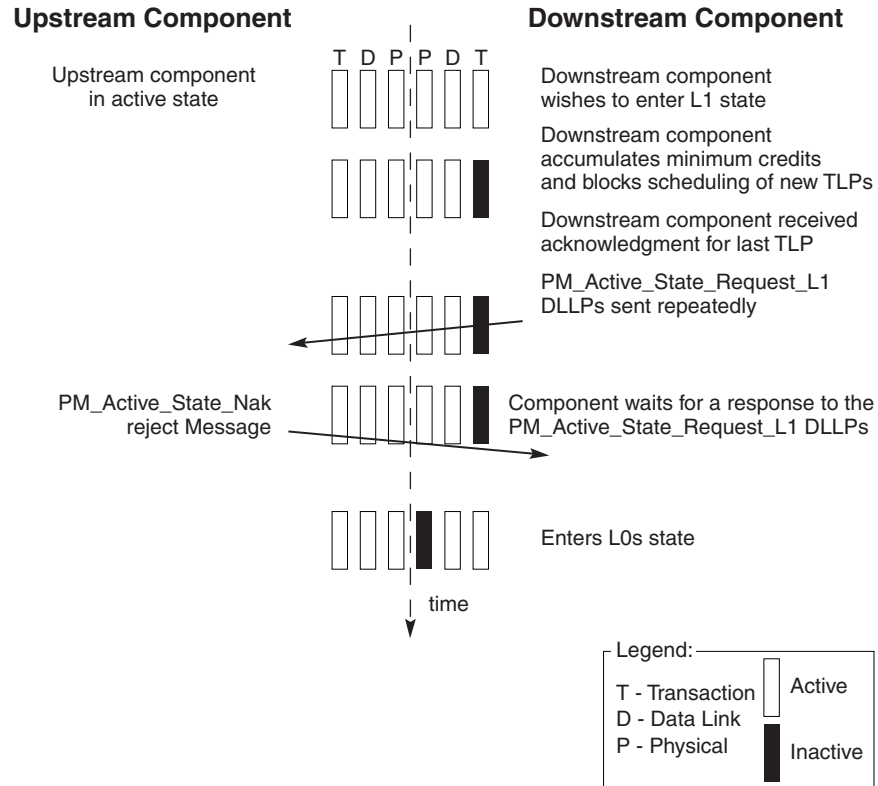 Upstream Component
Downstream Component
T D P P D T
Upstream component
in active state
Downstream component
wishes to enter L1 state
Downstream component
accumulates minimum credits
and blocks scheduling of new TLPs
Downstream component received
acknowledgment for last TLP
PM_Active_State_Request_L1
DLLPs sent repeatedly
PM_Active_State_Nak
reject Message
Component waits for a response to the
PM_Active_State_Request_L1 DLLPs
Enters L0s state
time
Legend:
T - Transaction
D - Data Link
P - Physical
Active
Inactive